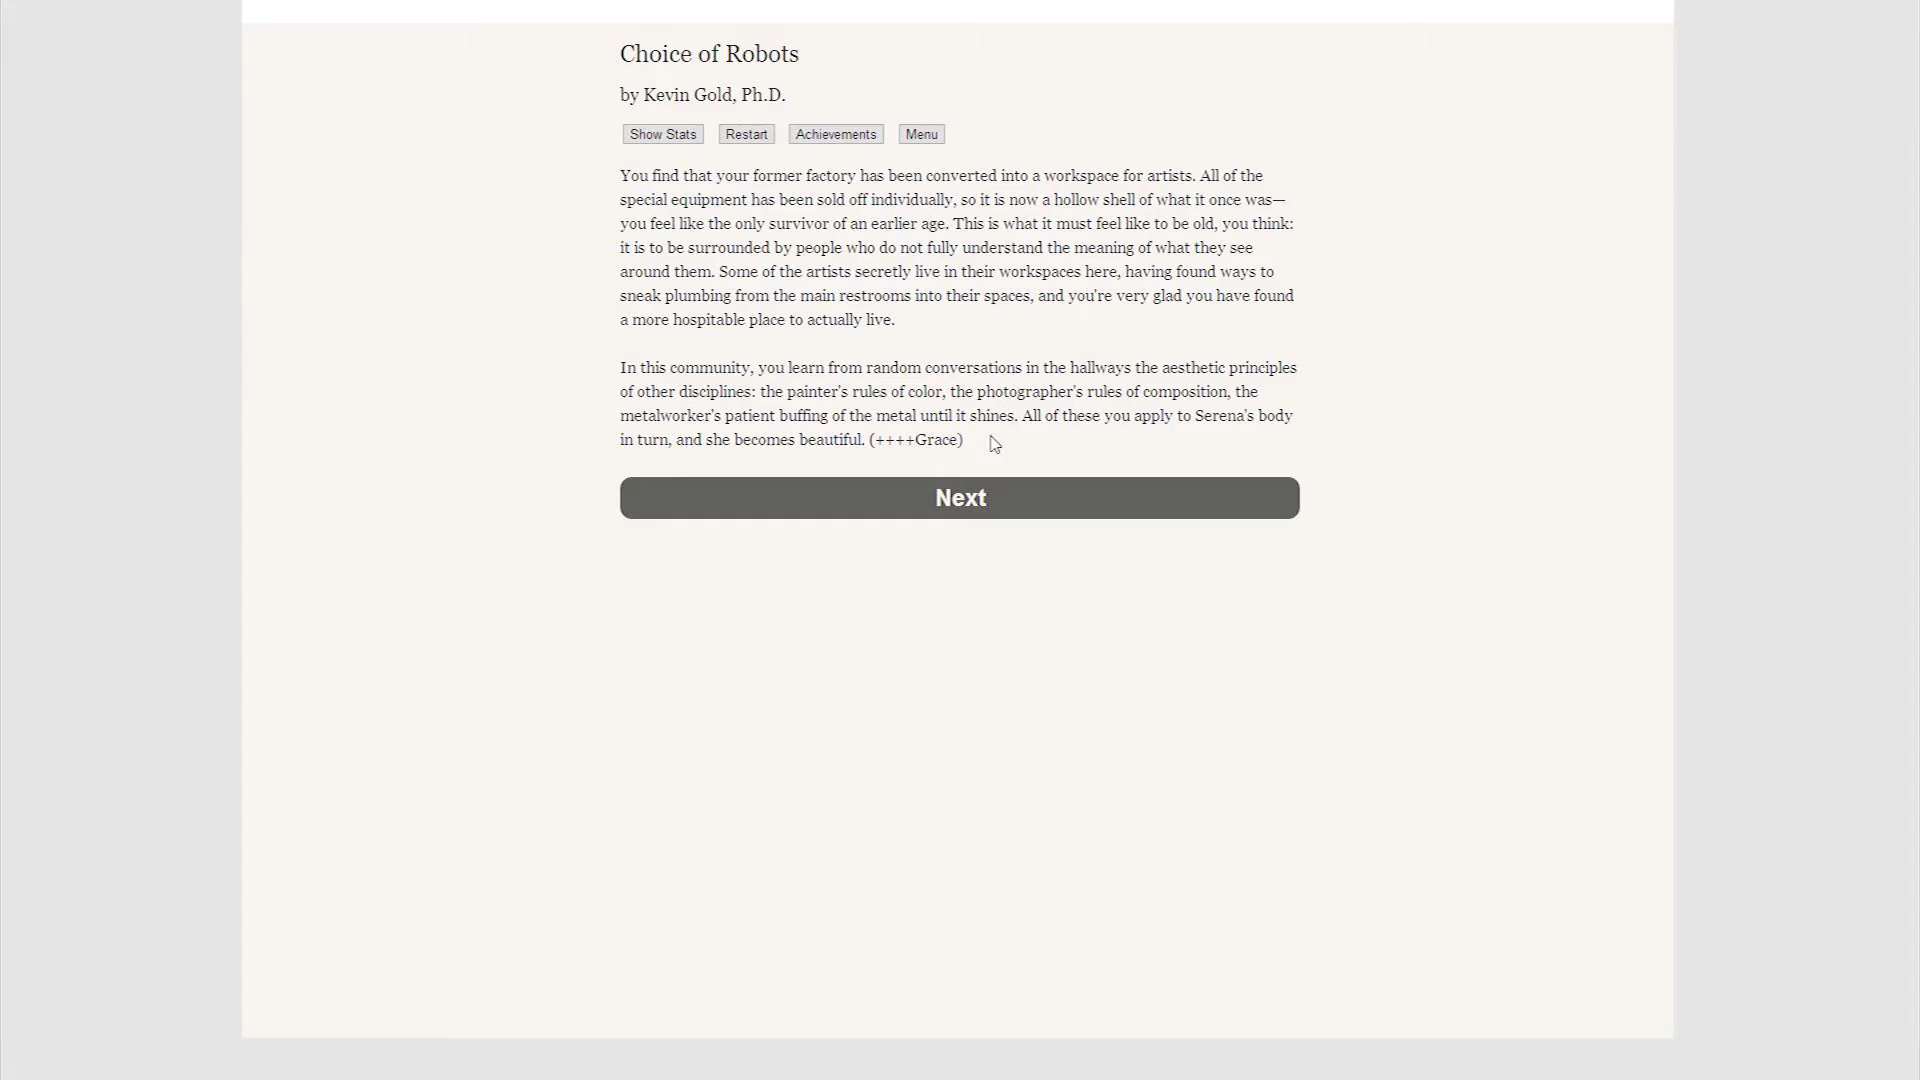 Choice of Robots
by Kevin Gold, Ph.D.
Show Stats Restart Achievements Menu
You find that your former factory has been converted into a workspace for artists. All of the
special equipment has been sold off individually, so it is now a hollow shell of what it once was—
you feel like the only survivor of an earlier age. This is what it must feel like to be old, you think:
it is to be surrounded by people who do not fully understand the meaning of what they see
around them. Some of the artists secretly live in their workspaces here, having found ways to
sneak plumbing from the main restrooms into their spaces, and you're very glad you have found
a more hospitable place to actually live.
In this community, you learn from random conversations in the hallways the aesthetic principles
of other disciplines: the painter's rules of color, the photographer's rules of composition, the
metalworker's patient buffing of the metal until it shines. All of these you apply to Serena's body
in turn, and she becomes beautiful. (++++Grace)
Next